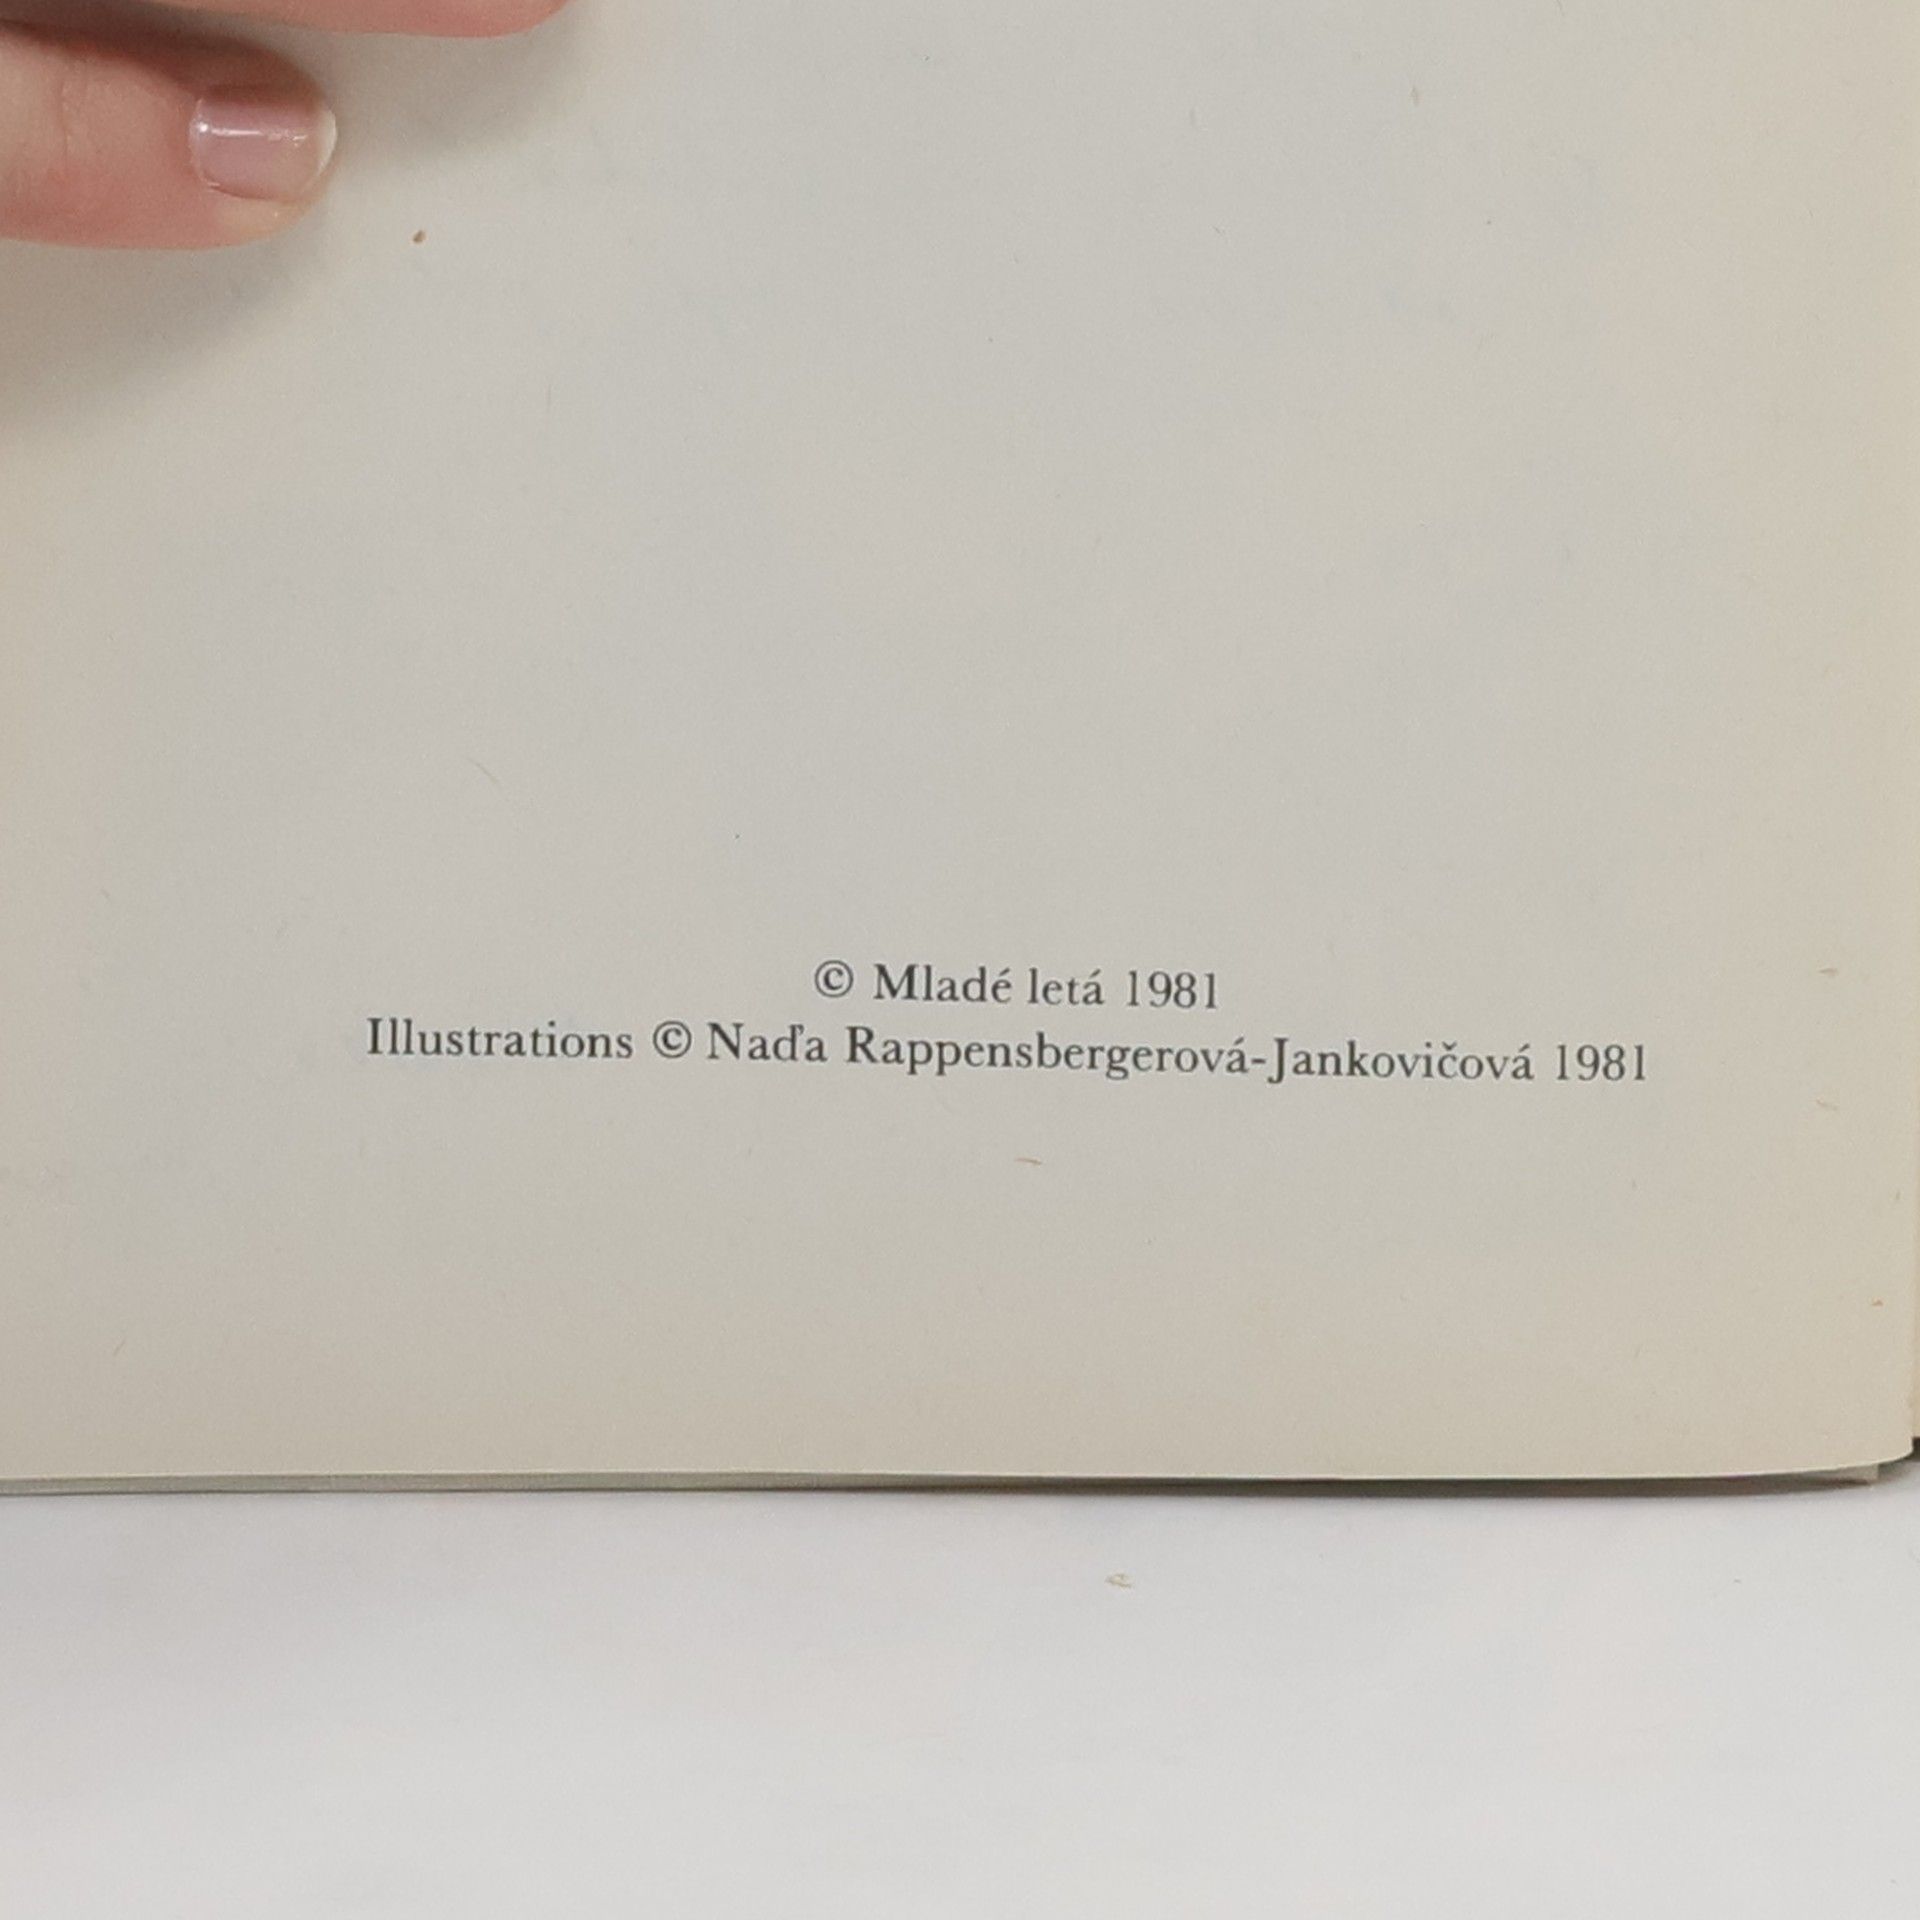 © Mladé letá 1981
Illustrations © Naďa Rappensbergerová-Jankovičová 1981